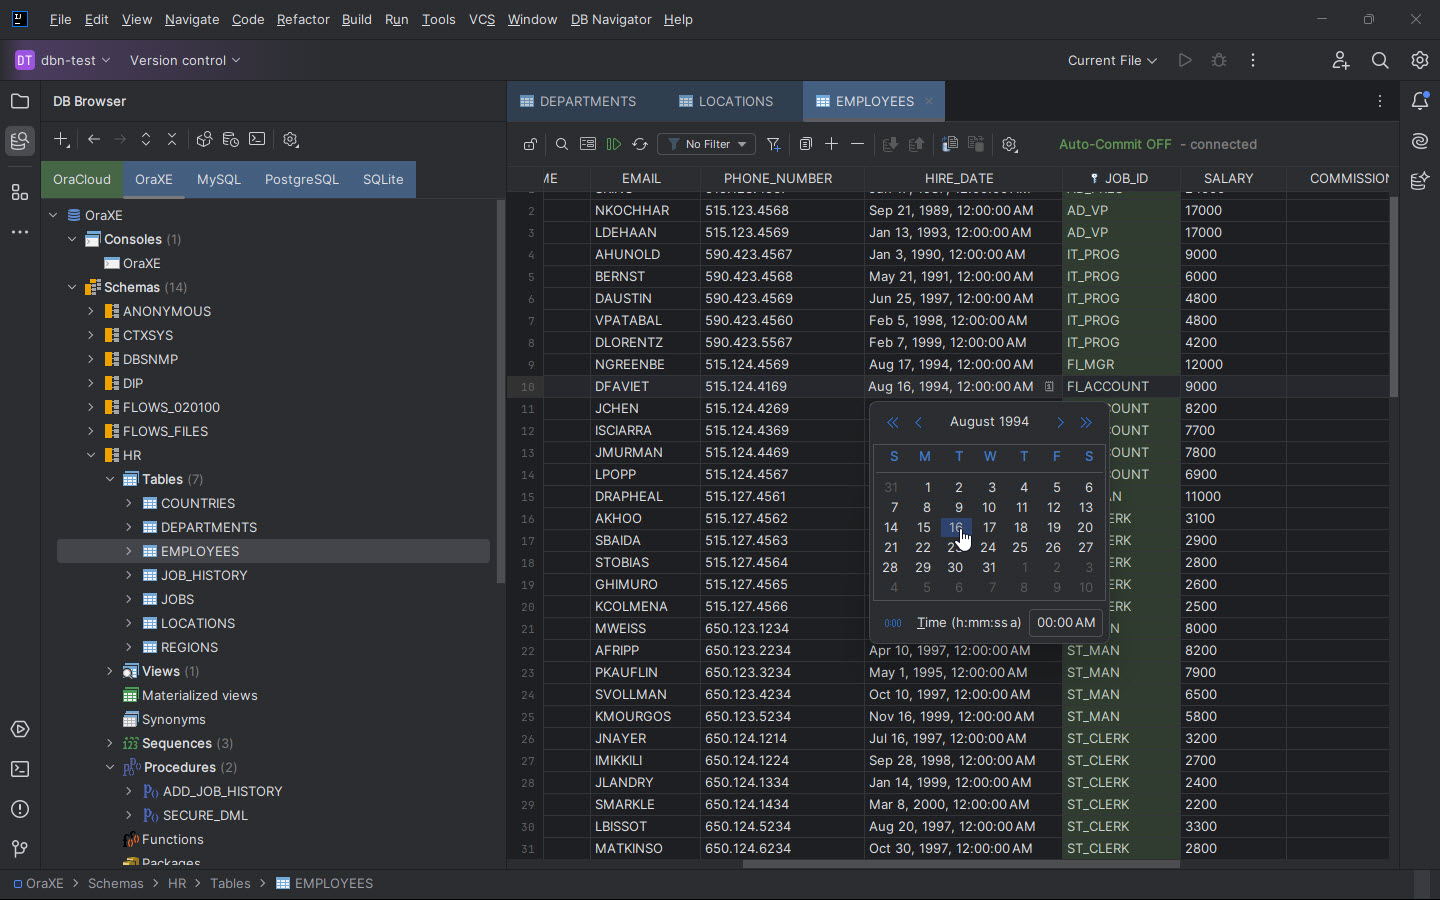 File Edit View Navigate Code Refactor Build Run Tools VCS Window DB Navigator Help
DT dbn-test Version control Current File
DB Browser
DEPARTMENTS LOCATIONS EMPLOYEES
No Filter Auto-Commit OFF - connected
OraCloud OraXE MySQL PostgreSQL SQLite
OraXE
Consoles (1)
OraXE
Schemas (14)
ANONYMOUS
CTXSYS
DBSNMP
DIP
FLOWS_020100
FLOWS_FILES
HR
Tables (7)
COUNTRIES
DEPARTMENTS
EMPLOYEES
JOB_HISTORY
JOBS
LOCATIONS
REGIONS
Views (1)
Materialized views
Synonyms
Sequences (3)
Procedures (2)
ADD_JOB_HISTORY
SECURE_DML
Functions
Packages
ME EMAIL PHONE_NUMBER HIRE_DATE JOB_ID SALARY COMMISSION
2 NKOCHHAR 515.123.4568 Sep 21, 1989, 12:00:00 AM AD_VP 17000
3 LDEHAAN 515.123.4569 Jan 13, 1993, 12:00:00 AM AD_VP 17000
4 AHUNOLD 590.423.4567 Jan 3, 1990, 12:00:00 AM IT_PROG 9000
5 BERNST 590.423.4568 May 21, 1991, 12:00:00 AM IT_PROG 6000
6 DAUSTIN 590.423.4569 Jun 25, 1997, 12:00:00 AM IT_PROG 4800
7 VPATABAL 590.423.4560 Feb 5, 1998, 12:00:00 AM IT_PROG 4800
8 DLORENTZ 590.423.5567 Feb 7, 1999, 12:00:00 AM IT_PROG 4200
9 NGREENBE 515.124.4569 Aug 17, 1994, 12:00:00 AM FI_MGR 12000
10 DFAVIET 515.124.4169 Aug 16, 1994, 12:00:00 AM FI_ACCOUNT 9000
11 JCHEN 515.124.4269 OUNT 8200
12 ISCIARRA 515.124.4369 OUNT 7700
13 JMURMAN 515.124.4469 OUNT 7800
14 LPOPP 515.124.4567 OUNT 6900
15 DRAPHEAL 515.127.4561 AN 11000
16 AKHOO 515.127.4562 ERK 3100
17 SBAIDA 515.127.4563 ERK 2900
18 STOBIAS 515.127.4564 ERK 2800
19 GHIMURO 515.127.4565 ERK 2600
20 KCOLMENA 515.127.4566 ERK 2500
21 MWEISS 650.123.1234 N 8000
22 AFRIPP 650.123.2234 Apr 10, 1997, 12:00:00 AM ST_MAN 8200
23 PKAUFLIN 650.123.3234 May 1, 1995, 12:00:00 AM ST_MAN 7900
24 SVOLLMAN 650.123.4234 Oct 10, 1997, 12:00:00 AM ST_MAN 6500
25 KMOURGOS 650.123.5234 Nov 16, 1999, 12:00:00 AM ST_MAN 5800
26 JNAYER 650.124.1214 Jul 16, 1997, 12:00:00 AM ST_CLERK 3200
27 IMIKKILI 650.124.1224 Sep 28, 1998, 12:00:00 AM ST_CLERK 2700
28 JLANDRY 650.124.1334 Jan 14, 1999, 12:00:00 AM ST_CLERK 2400
29 SMARKLE 650.124.1434 Mar 8, 2000, 12:00:00 AM ST_CLERK 2200
30 LBISSOT 650.124.5234 Aug 20, 1997, 12:00:00 AM ST_CLERK 3300
31 MATKINSO 650.124.6234 Oct 30, 1997, 12:00:00 AM ST_CLERK 2800
August 1994
S M T W T F S
31 1 2 3 4 5 6
7 8 9 10 11 12 13
14 15 16 17 18 19 20
21 22 23 24 25 26 27
28 29 30 31 1 2 3
4 5 6 7 8 9 10
0:00 Time (h:mm:ss a) 00:00 AM
OraXE > Schemas > HR > Tables > EMPLOYEES